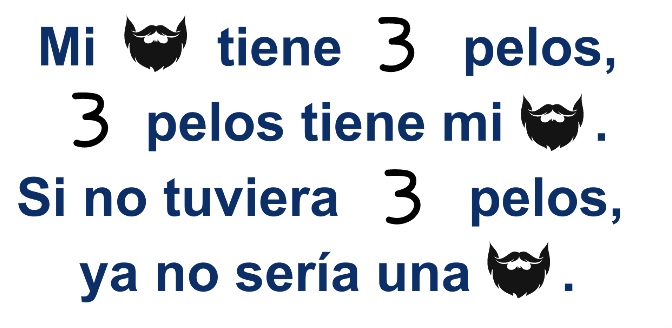 Mi tiene 3 pelos,
3 pelos tiene mi .
Si no tuviera 3 pelos,
ya no sería una .